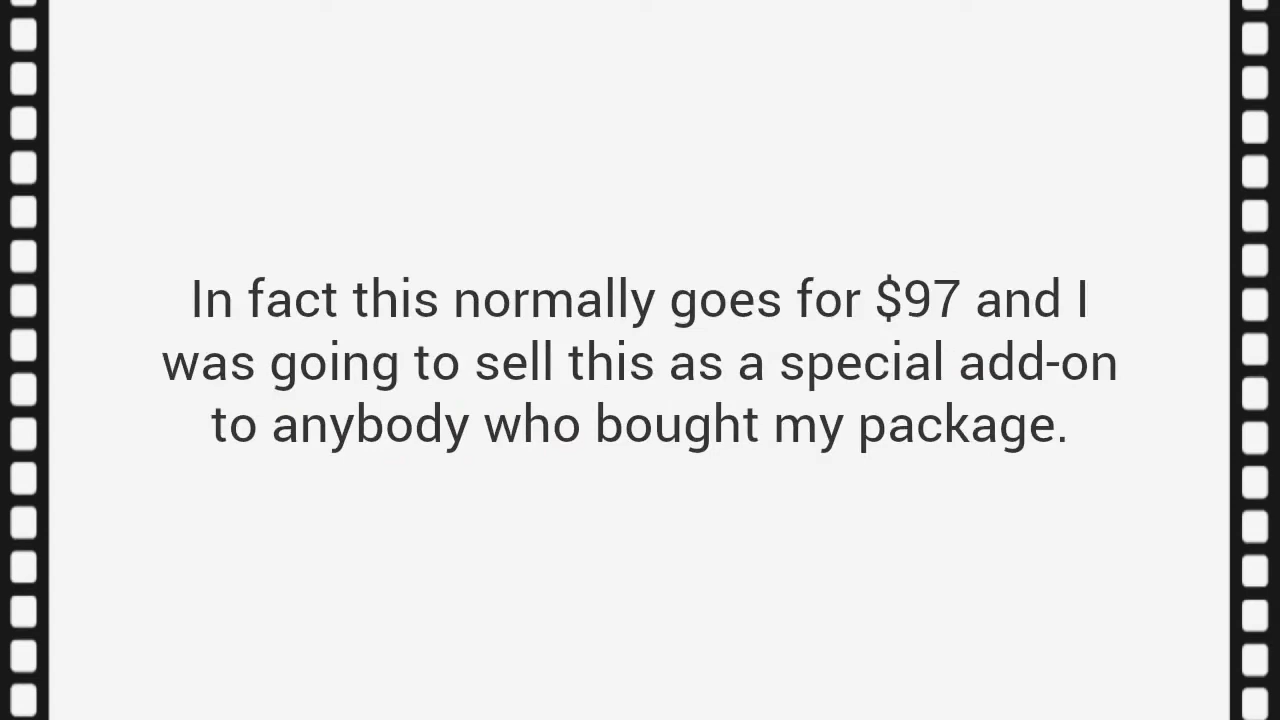 In fact this normally goes for $97 and I
was going to sell this as a special add-on
to anybody who bought my package.